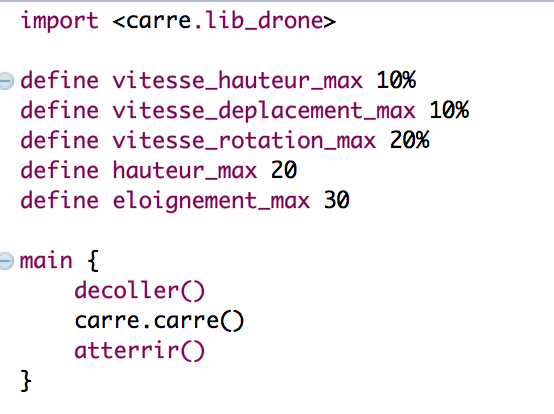 import <carre.lib_drone>
define vitesse_hauteur_max 10%
define vitesse_deplacement_max 10%
define vitesse_rotation_max 20%
define hauteur_max 20
define eloignement_max 30
main {
decoller()
carre.carre()
atterrir()
}